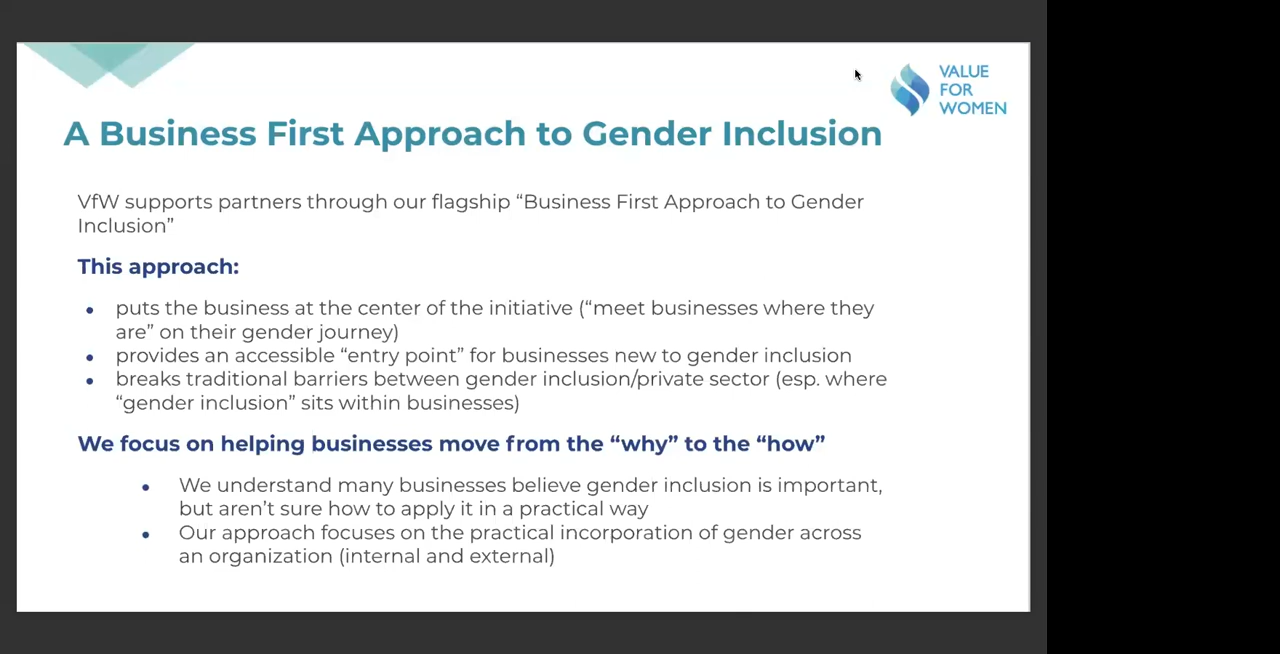 VALUE
FOR
WOMEN
A Business First Approach to Gender Inclusion
VfW supports partners through our flagship “Business First Approach to Gender
Inclusion”
This approach:
● puts the business at the center of the initiative (“meet businesses where they
are” on their gender journey)
● provides an accessible “entry point” for businesses new to gender inclusion
● breaks traditional barriers between gender inclusion/private sector (esp. where
“gender inclusion” sits within businesses)
We focus on helping businesses move from the “why” to the “how”
● We understand many businesses believe gender inclusion is important,
but aren’t sure how to apply it in a practical way
● Our approach focuses on the practical incorporation of gender across
an organization (internal and external)